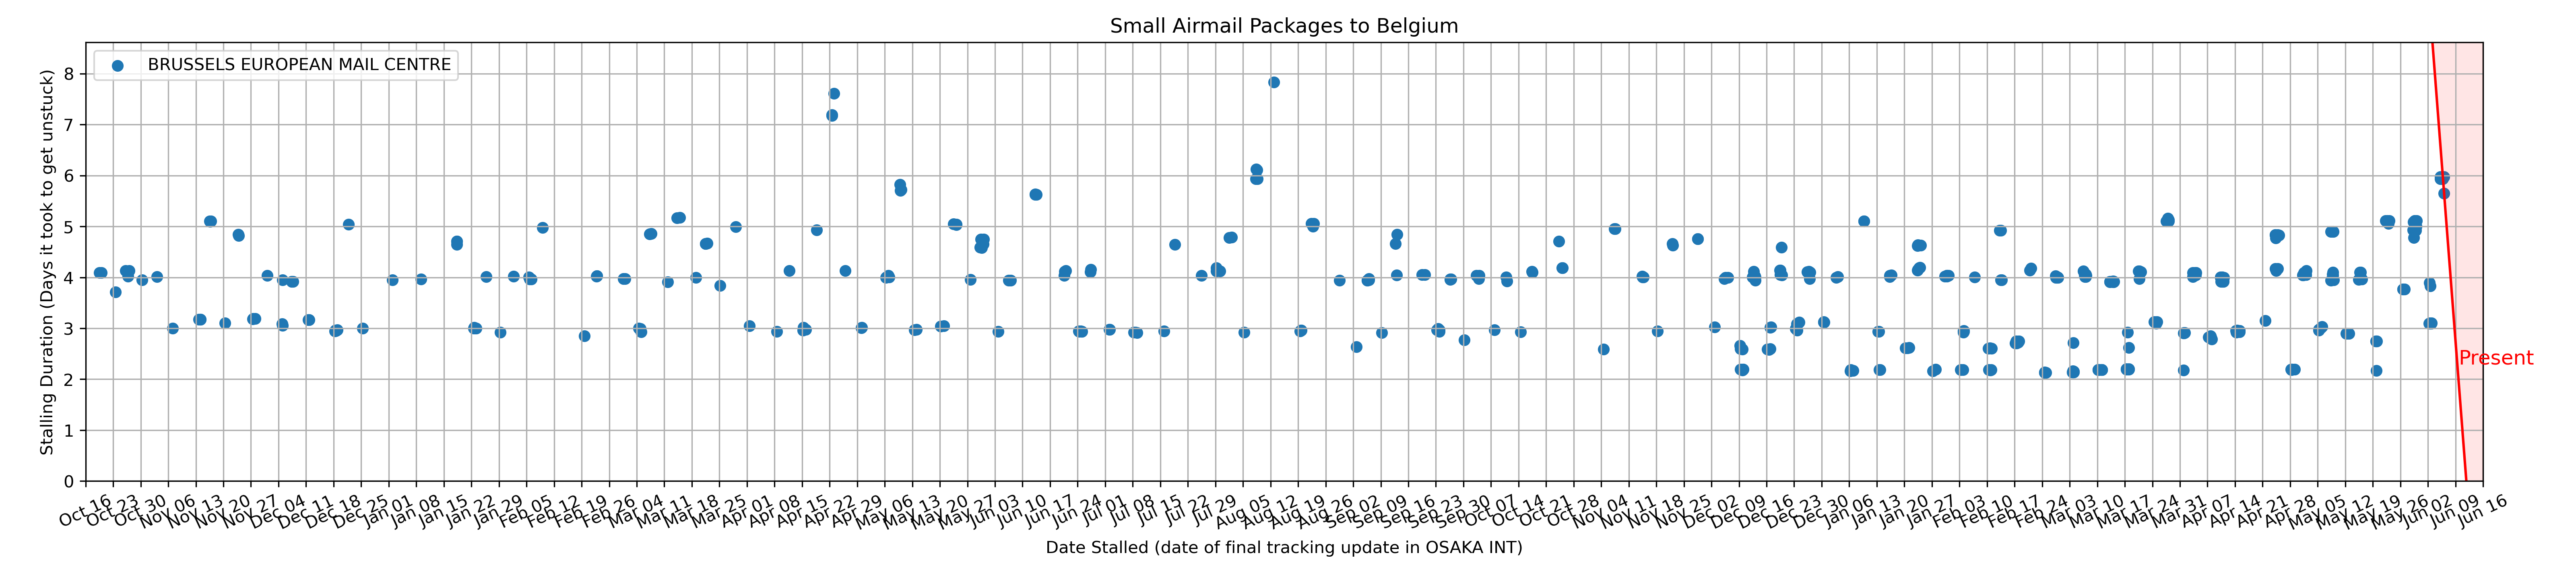 Small Airmail Packages to Belgium
BRUSSELS EUROPEAN MAIL CENTRE
Stalling Duration (Days it took to get unstuck)
8
7
6
5
4
3
2
1
0
Present
Oct 16
Oct 23
Oct 30
Nov 06
Nov 13
Nov 20
Nov 27
Dec 04
Dec 11
Dec 18
Dec 25
Jan 01
Jan 08
Jan 15
Jan 22
Jan 29
Feb 05
Feb 12
Feb 19
Feb 26
Mar 04
Mar 11
Mar 18
Mar 25
Apr 01
Apr 08
Apr 15
Apr 22
Apr 29
May 06
May 13
May 20
May 27
Jun 03
Jun 10
Jun 17
Jun 24
Jul 01
Jul 08
Jul 15
Jul 22
Jul 29
Aug 05
Aug 12
Aug 19
Aug 26
Sep 02
Sep 09
Sep 16
Sep 23
Sep 30
Oct 07
Oct 14
Oct 21
Oct 28
Nov 04
Nov 11
Nov 18
Nov 25
Dec 02
Dec 09
Dec 16
Dec 23
Dec 30
Jan 06
Jan 13
Jan 20
Jan 27
Feb 03
Feb 10
Feb 17
Feb 24
Mar 03
Mar 10
Mar 17
Mar 24
Mar 31
Apr 07
Apr 14
Apr 21
Apr 28
May 05
May 12
May 19
May 26
Jun 02
Jun 09
Jun 16
Date Stalled (date of final tracking update in OSAKA INT)